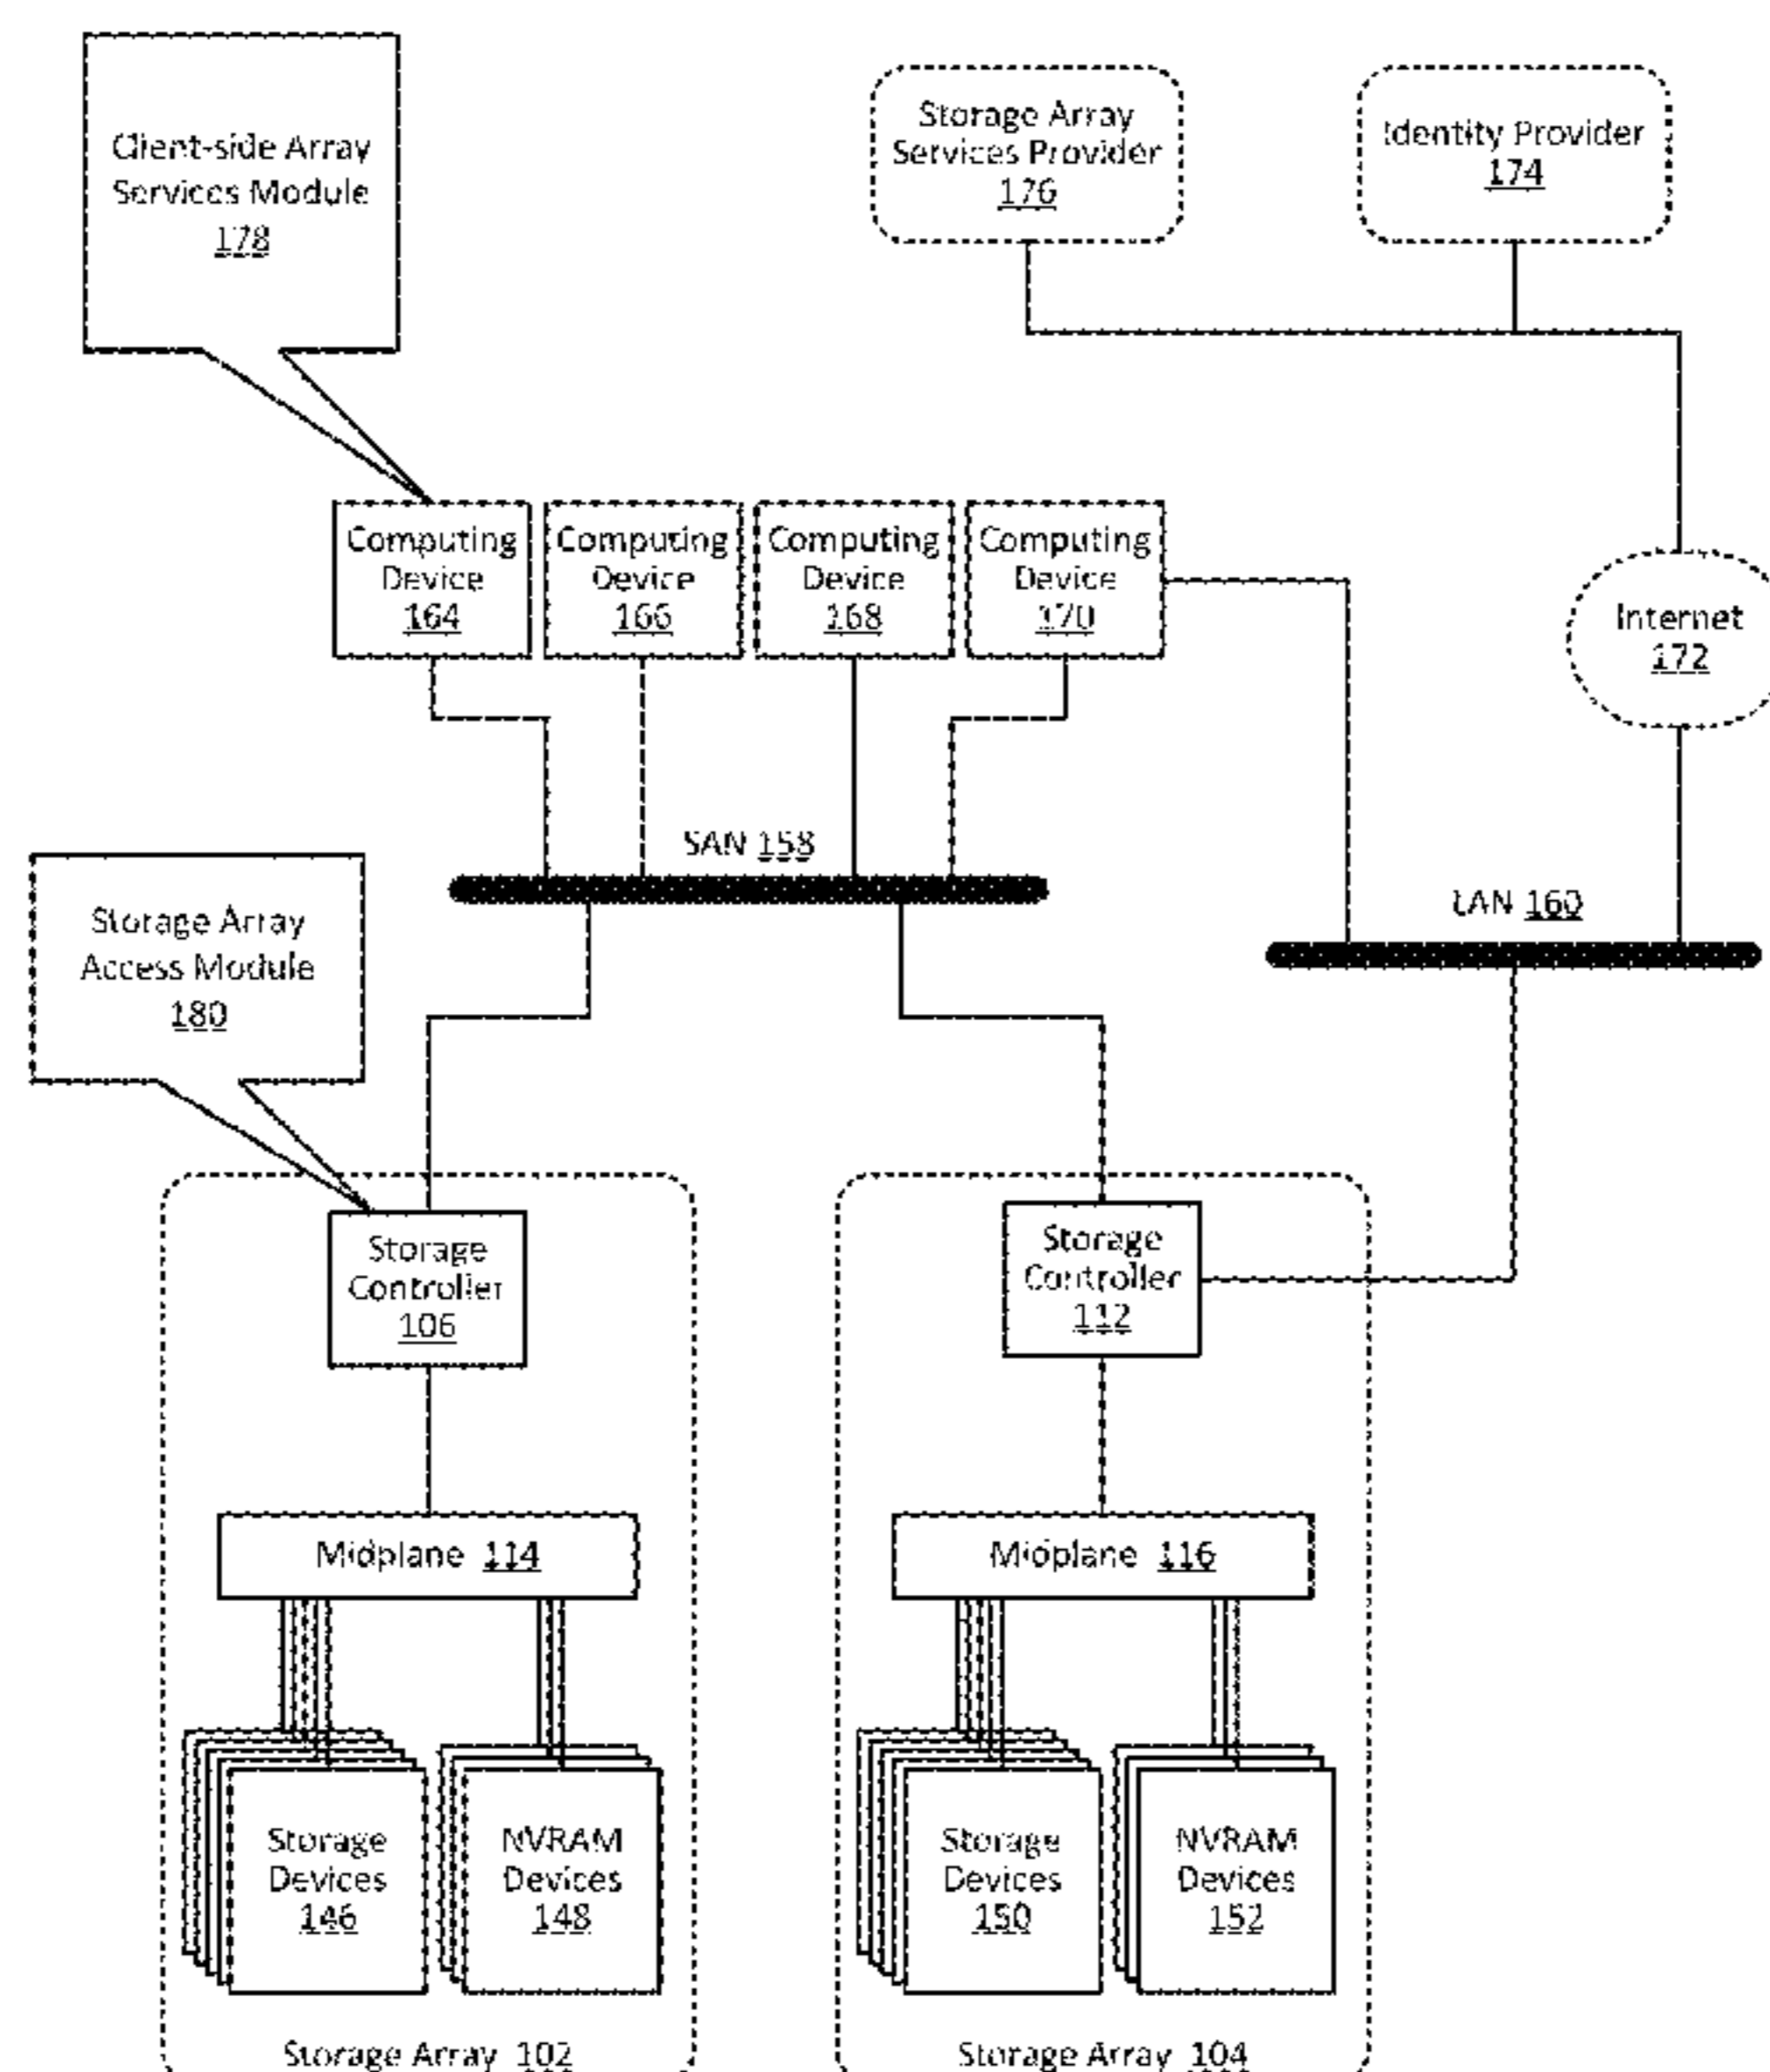 Client-side Array
Services Module
178
Storage Array
Services Provider
176
Identity Provider
174
Computing
Device
164
Computing
Device
166
Computing
Device
168
Computing
Device
170
Internet
172
SAN 158
LAN 160
Storage Array
Access Module
180
Storage
Controller
106
Storage
Controller
112
Midplane 114
Midplane 116
Storage
Devices
146
NVRAM
Devices
148
Storage
Devices
150
NVRAM
Devices
152
Storage Array 102
Storage Array 104